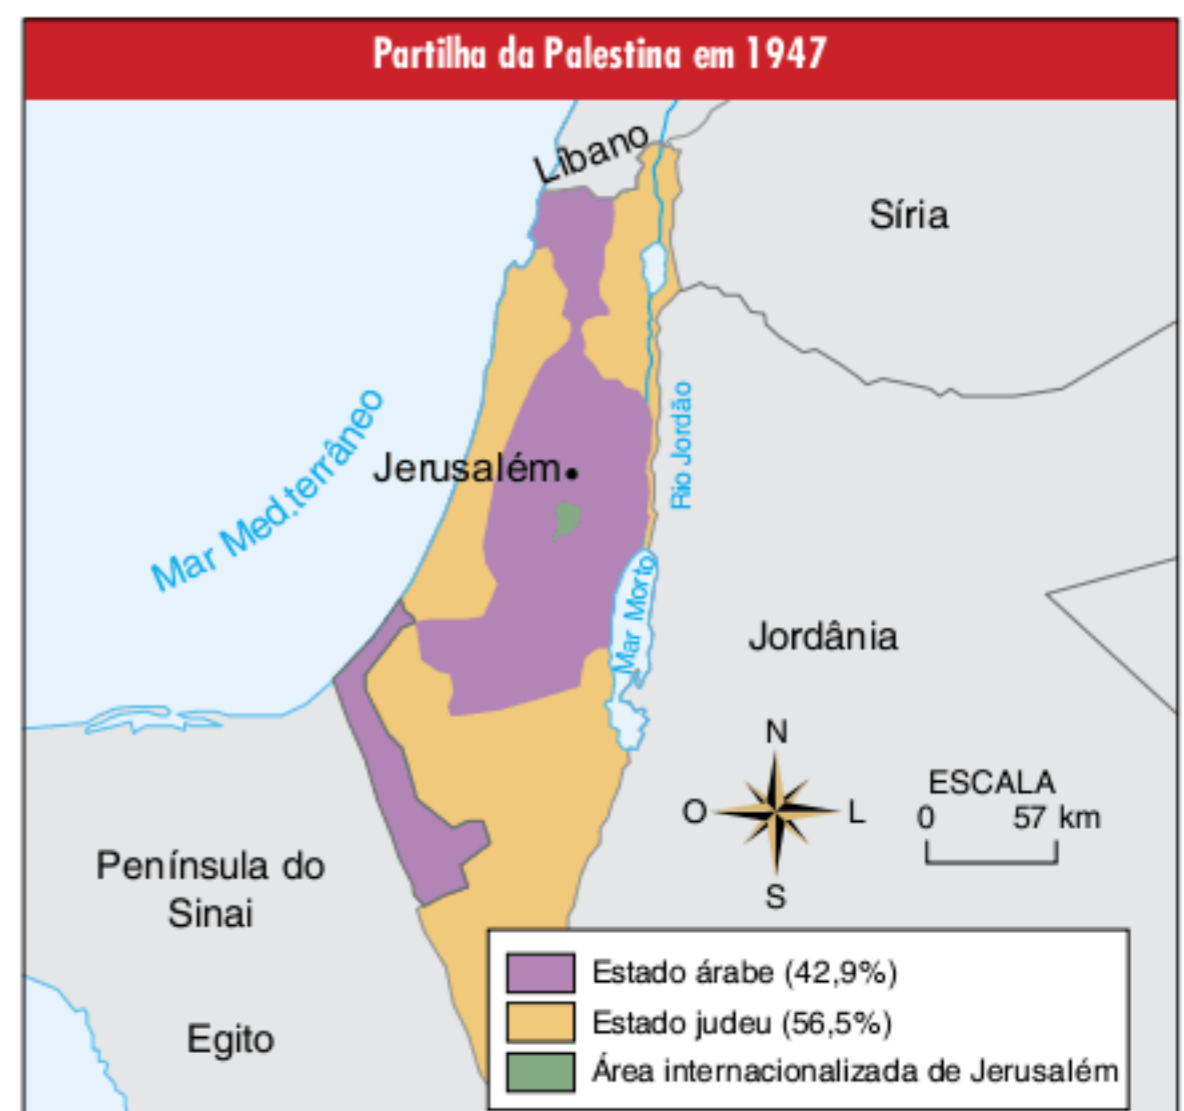 Partilha da Palestina em 1947
Líbano
Síria
Mar Med.terrâneo
Rio Jordão
Jerusalém
Mar Morto
Jordânia
N
O
L
S
ESCALA
0 57 km
Península do
Sinai
Egito
Estado árabe (42,9%)
Estado judeu (56,5%)
Área internacionalizada de Jerusalém